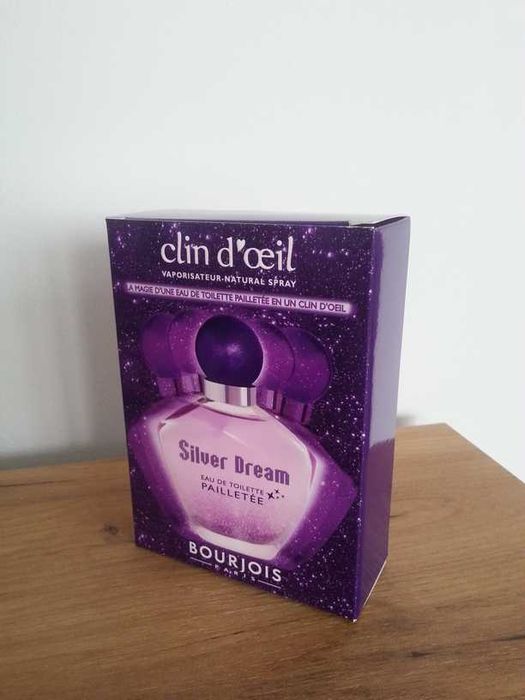 clin d'œil
VAPORISATEUR-NATURAL SPRAY
LA MAGIE D'UNE EAU DE TOILETTE PAILLETÉE EN UN CLIN D'OEIL
Silver Dream
EAU DE TOILETTE
PAILLETÉE
BOURJOIS
PARIS